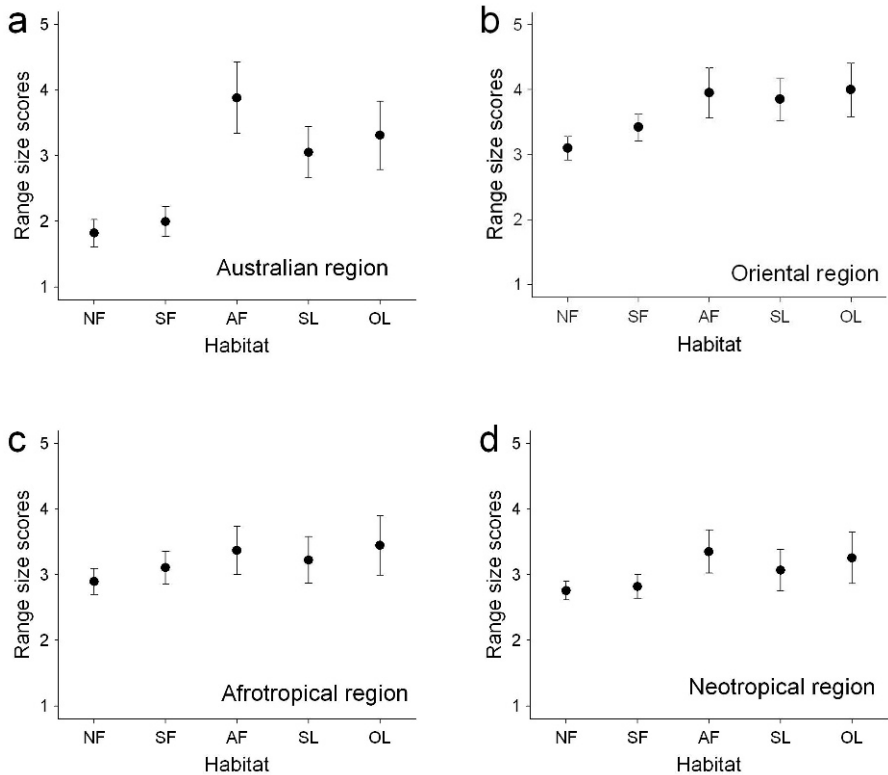 a
5
4
3
2
1
Range size scores
Australian region
NF SF AF SL OL
Habitat
b
5
4
3
2
1
Range size scores
Oriental region
NF SF AF SL OL
Habitat
c
5
4
3
2
1
Range size scores
Afrotropical region
NF SF AF SL OL
Habitat
d
5
4
3
2
1
Range size scores
Neotropical region
NF SF AF SL OL
Habitat